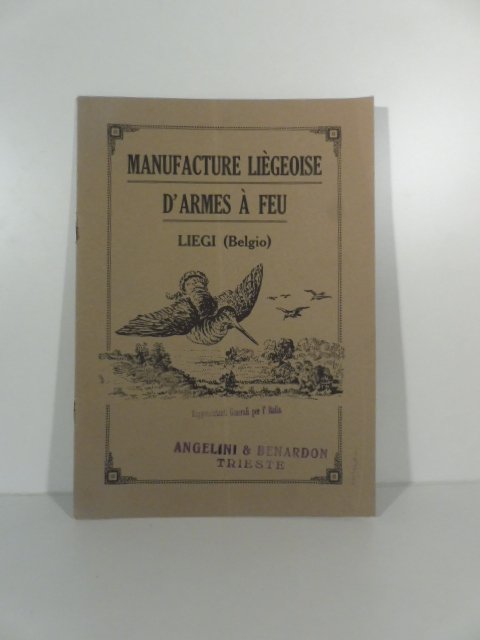 MANUFACTURE LIÈGEOISE
D'ARMES À FEU
LIEGI (Belgio)
Rappresentanti Generali per l'Italia
ANGELINI & BENARDON
TRIESTE